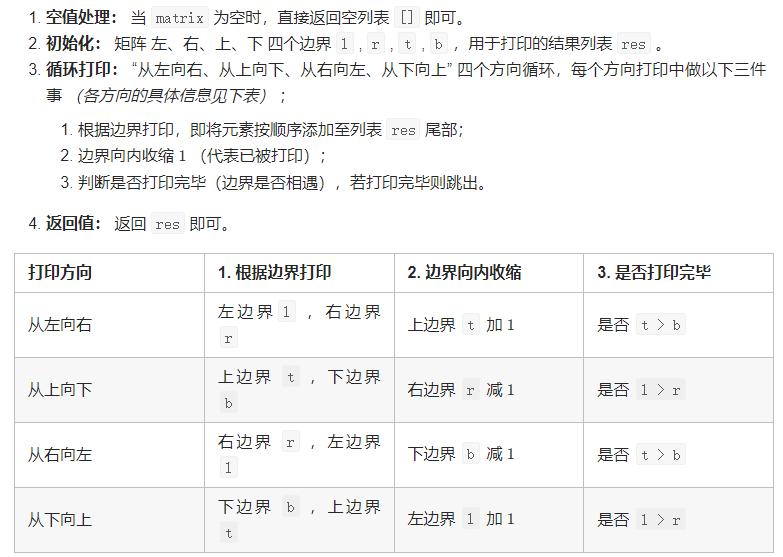 1. 空值处理： 当 matrix 为空时，直接返回空列表 [] 即可。
2. 初始化： 矩阵 左、右、上、下 四个边界 l , r , t , b ，用于打印的结果列表 res 。
3. 循环打印： “从左向右、从上向下、从右向左、从下向上” 四个方向循环，每个方向打印中做以下三件
事 （各方向的具体信息见下表） ；
1. 根据边界打印，即将元素按顺序添加至列表 res 尾部；
2. 边界向内收缩 1 （代表已被打印）；
3. 判断是否打印完毕（边界是否相遇），若打印完毕则跳出。
4. 返回值： 返回 res 即可。
打印方向 1. 根据边界打印 2. 边界向内收缩 3. 是否打印完毕
从左向右 左边界 l ，右边界 r 上边界 t 加 1 是否 t > b
从上向下 上边界 t ，下边界 b 右边界 r 减 1 是否 l > r
从右向左 右边界 r ，左边界 l 下边界 b 减 1 是否 t > b
从下向上 下边界 b ，上边界 t 左边界 l 加 1 是否 l > r